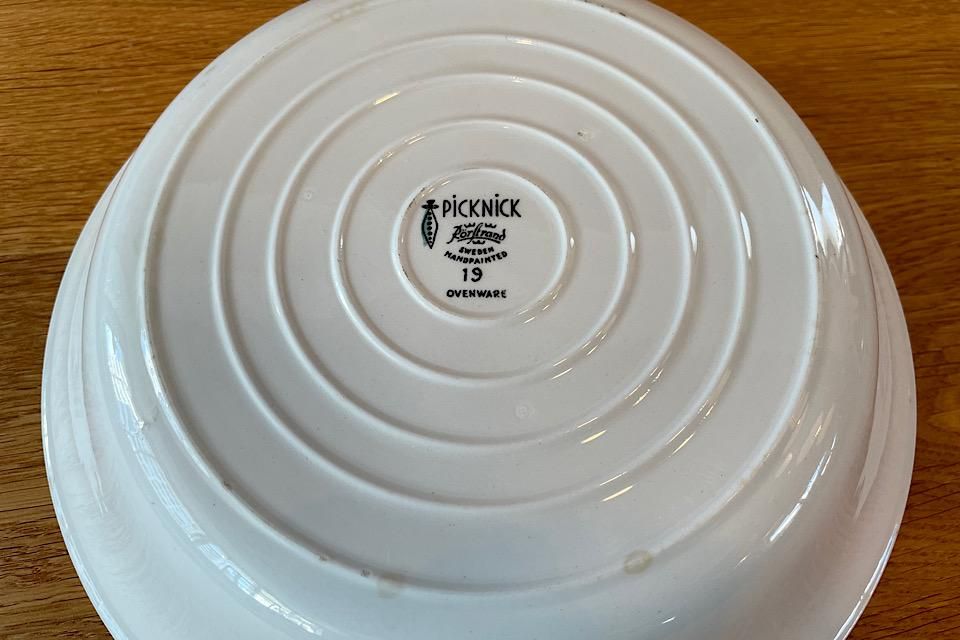 PiCKNiCK
Rörstrand
SWEDEN
HANDPAINTED
19
OVENWARE